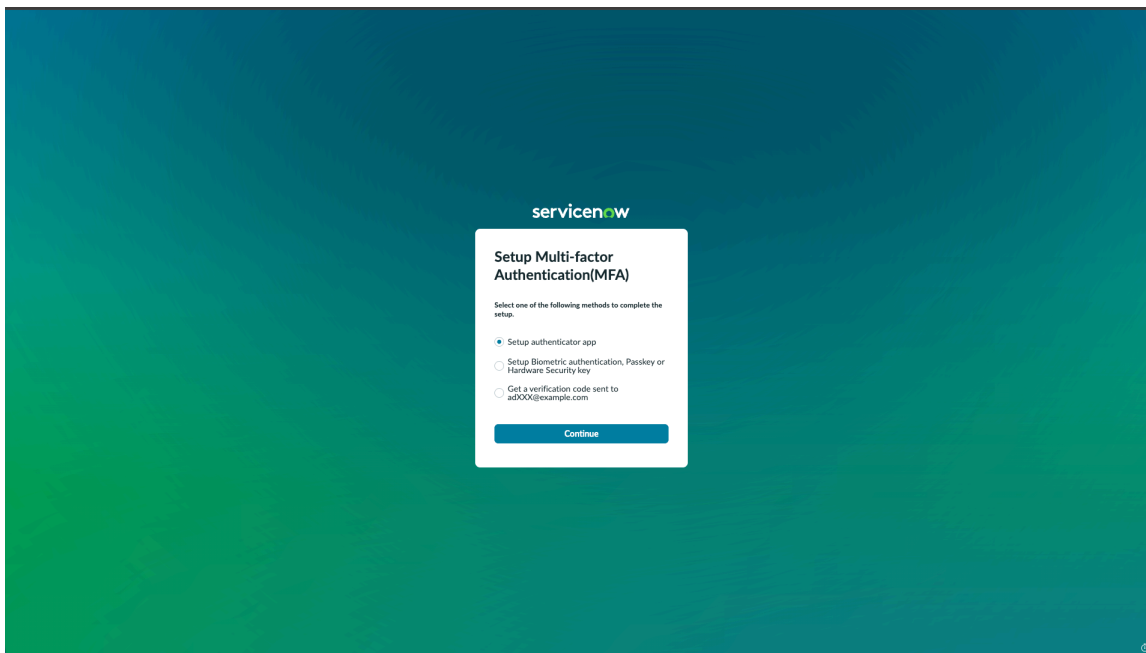 servicenow
Setup Multi-factor
Authentication(MFA)
Select one of the following methods to complete the
setup.
Setup authenticator app
Setup Biometric authentication, Passkey or
Hardware Security key
Get a verification code sent to
adXXX@example.com
Continue